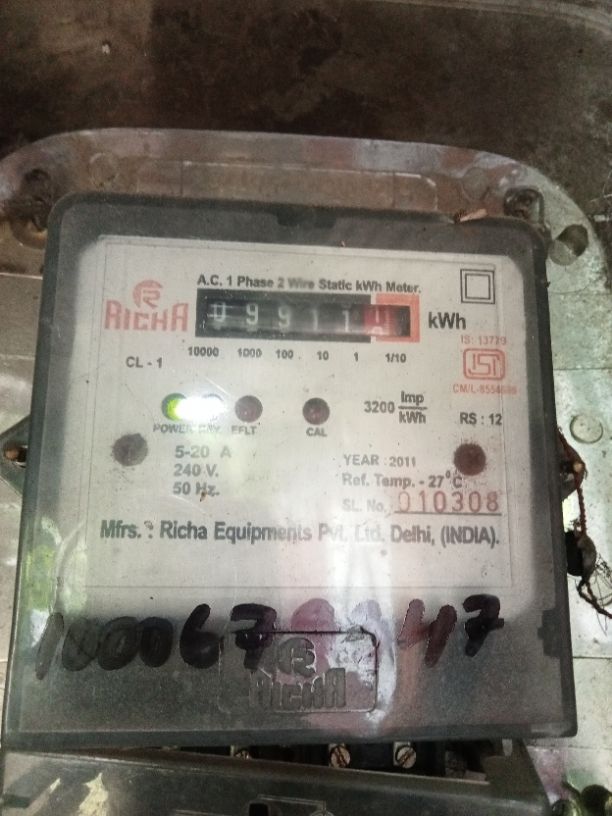 A.C. 1 Phase 2 Wire Static kWh Meter.
RICHA
09911
kWh
10000 1000 100 10 1 1/10
IS: 13779
CL - 1
ISI
3200 Imp/kWh
RS : 12
POWER EFLT CAL
5-20 A
240 V.
50 Hz.
YEAR : 2011
Ref. Temp. - 27°C
SL. No. 010308
Mfrs. : Richa Equipments Pvt. Ltd. Delhi, (INDIA).
RICHA